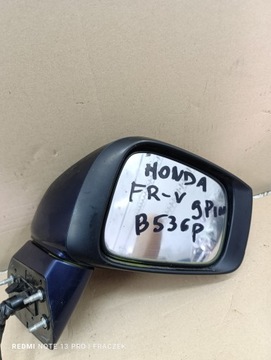 HONDA
FR-V
9Pin
B536P
REDMI NOTE 13 PRO | FRACZEK